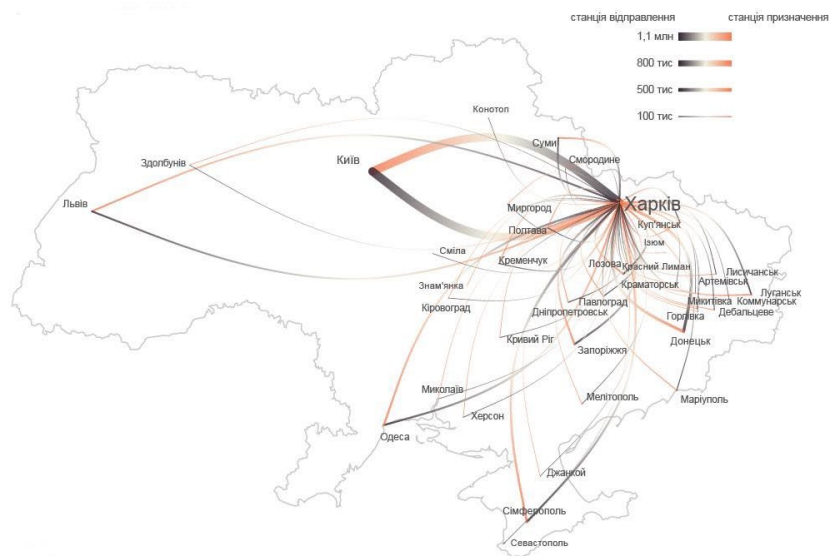 станція відправлення
станція призначення
1,1 млн
800 тис
500 тис
100 тис
Конотоп
Суми
Смородине
Здолбунів
Київ
Львів
Харків
Миргород
Куп'янськ
Полтава
Ізюм
Сміла
Кременчук
Лозова
Красний Лиман
Лисичанськ
Артемівськ
Знам'янка
Краматорськ
Луганськ
Кіровоград
Павлоград
Микитівка
Коммунарськ
Дніпропетровськ
Горлівка
Дебальцеве
Кривий Ріг
Донецьк
Запоріжжя
Миколаїв
Мелітополь
Маріуполь
Херсон
Одеса
Джанкой
Сімферополь
Севастополь